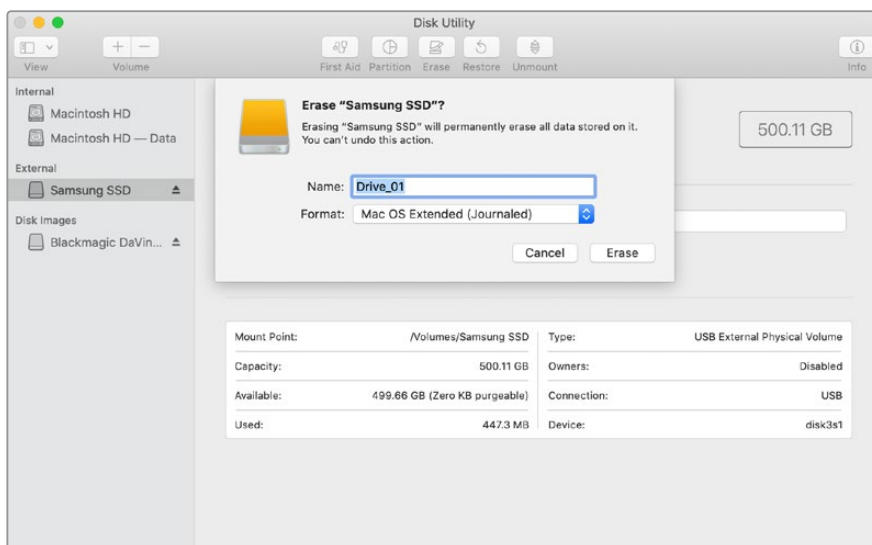 Disk Utility
View
Volume
First Aid Partition Erase Restore Unmount
Info
Internal
Macintosh HD
Macintosh HD — Data
External
Samsung SSD
Disk Images
Blackmagic DaVin...
Erase “Samsung SSD”?
Erasing “Samsung SSD” will permanently erase all data stored on it.
You can’t undo this action.
Name: Drive_01
Format: Mac OS Extended (Journaled)
Cancel Erase
500.11 GB
Mount Point: /Volumes/Samsung SSD
Capacity: 500.11 GB
Available: 499.66 GB (Zero KB purgeable)
Used: 447.3 MB
Type: USB External Physical Volume
Owners: Disabled
Connection: USB
Device: disk3s1